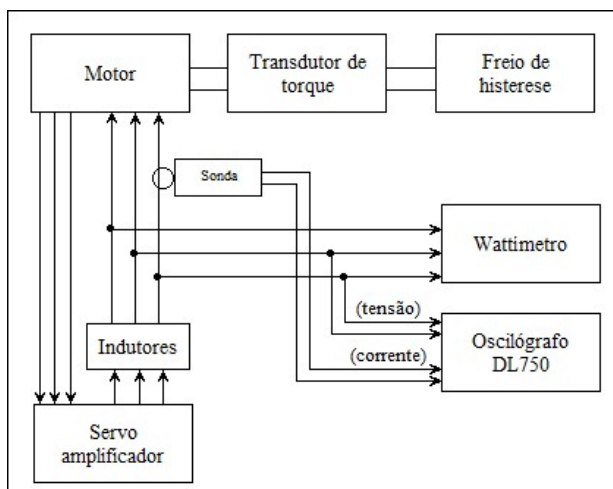 Motor
Transdutor de
torque
Freio de
histerese
Sonda
Wattimetro
(tensão)
Indutores
(corrente)
Oscilógrafo
DL750
Servo
amplificador